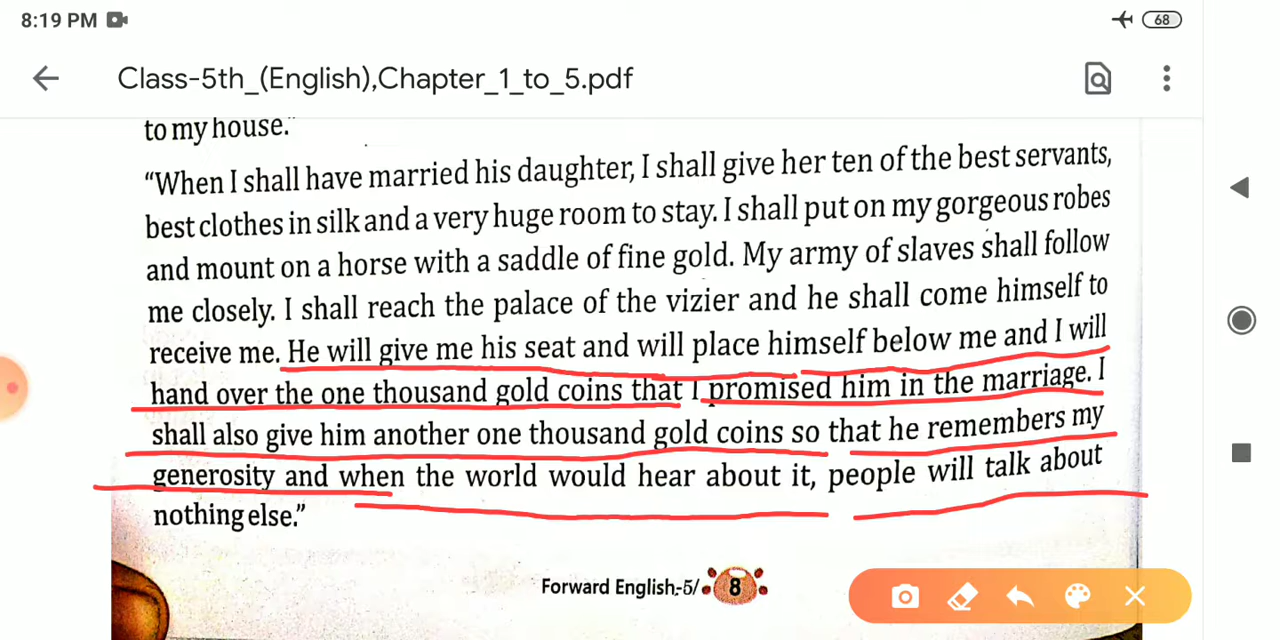 8:19 PM
68
Class-5th_(English),Chapter_1_to_5.pdf
to my house."
"When I shall have married his daughter, I shall give her ten of the best servants,
best clothes in silk and a very huge room to stay. I shall put on my gorgeous robes
and mount on a horse with a saddle of fine gold. My army of slaves shall follow
me closely. I shall reach the palace of the vizier and he shall come himself to
receive me. He will give me his seat and will place himself below me and I will
hand over the one thousand gold coins that I promised him in the marriage. I
shall also give him another one thousand gold coins so that he remembers my
generosity and when the world would hear about it, people will talk about
nothing else."
Forward English-5/ 8